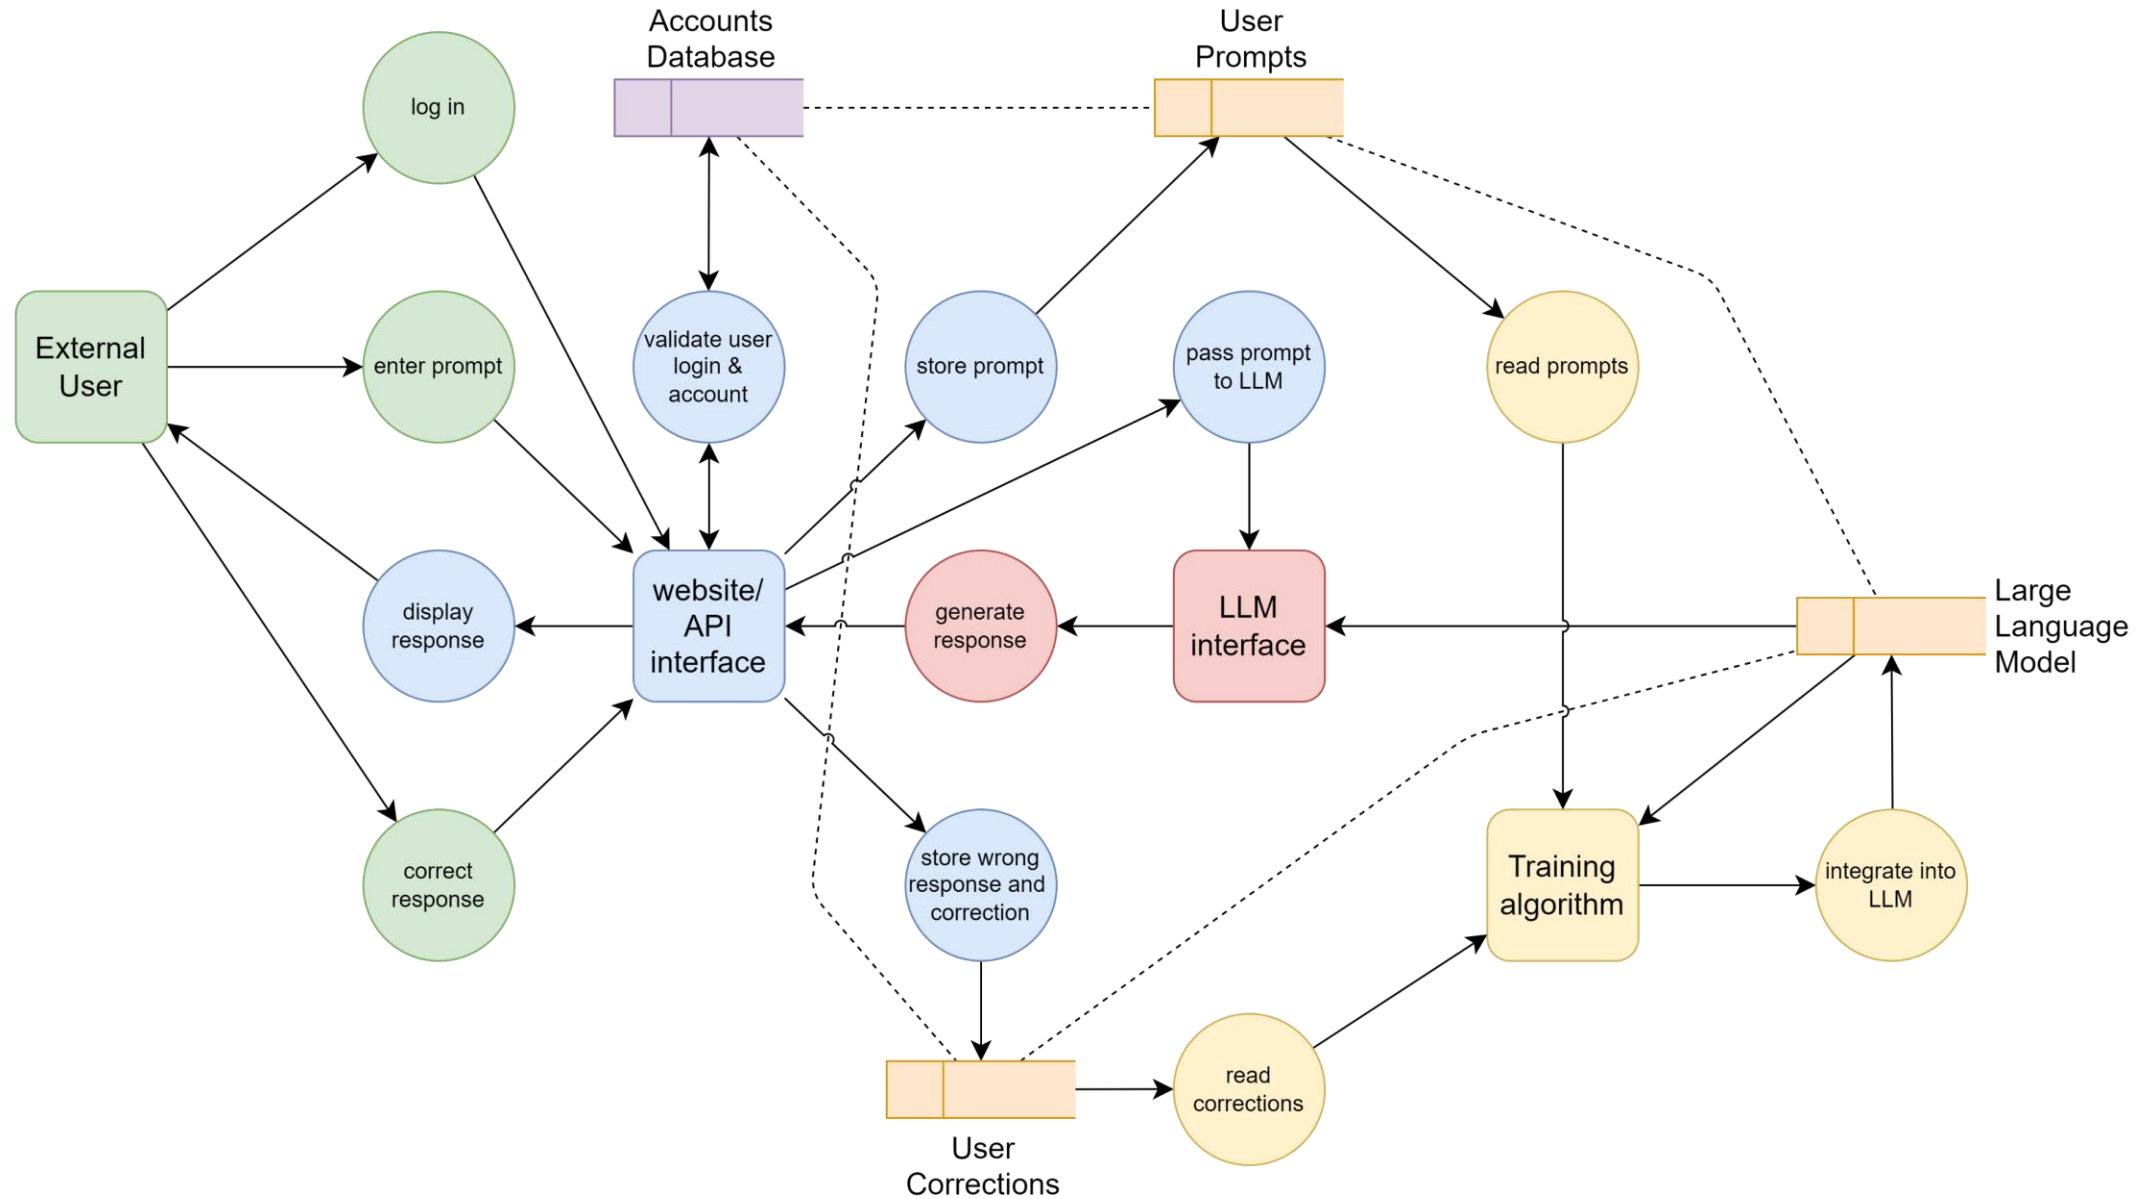 Accounts
Database
User
Prompts
log in
External
User
enter prompt
validate user
login &
account
store prompt
pass prompt
to LLM
read prompts
display
response
website/
API
interface
generate
response
LLM
interface
Large
Language
Model
correct
response
store wrong
response and
correction
Training
algorithm
integrate into
LLM
read
corrections
User
Corrections